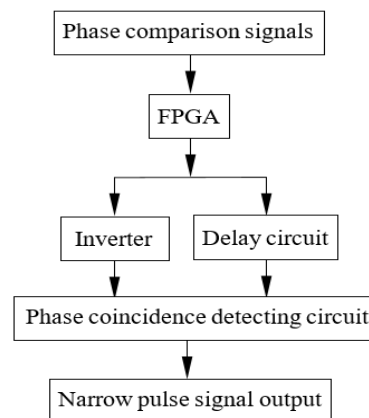 Phase comparison signals
FPGA
Inverter
Delay circuit
Phase coincidence detecting circuit
Narrow pulse signal output